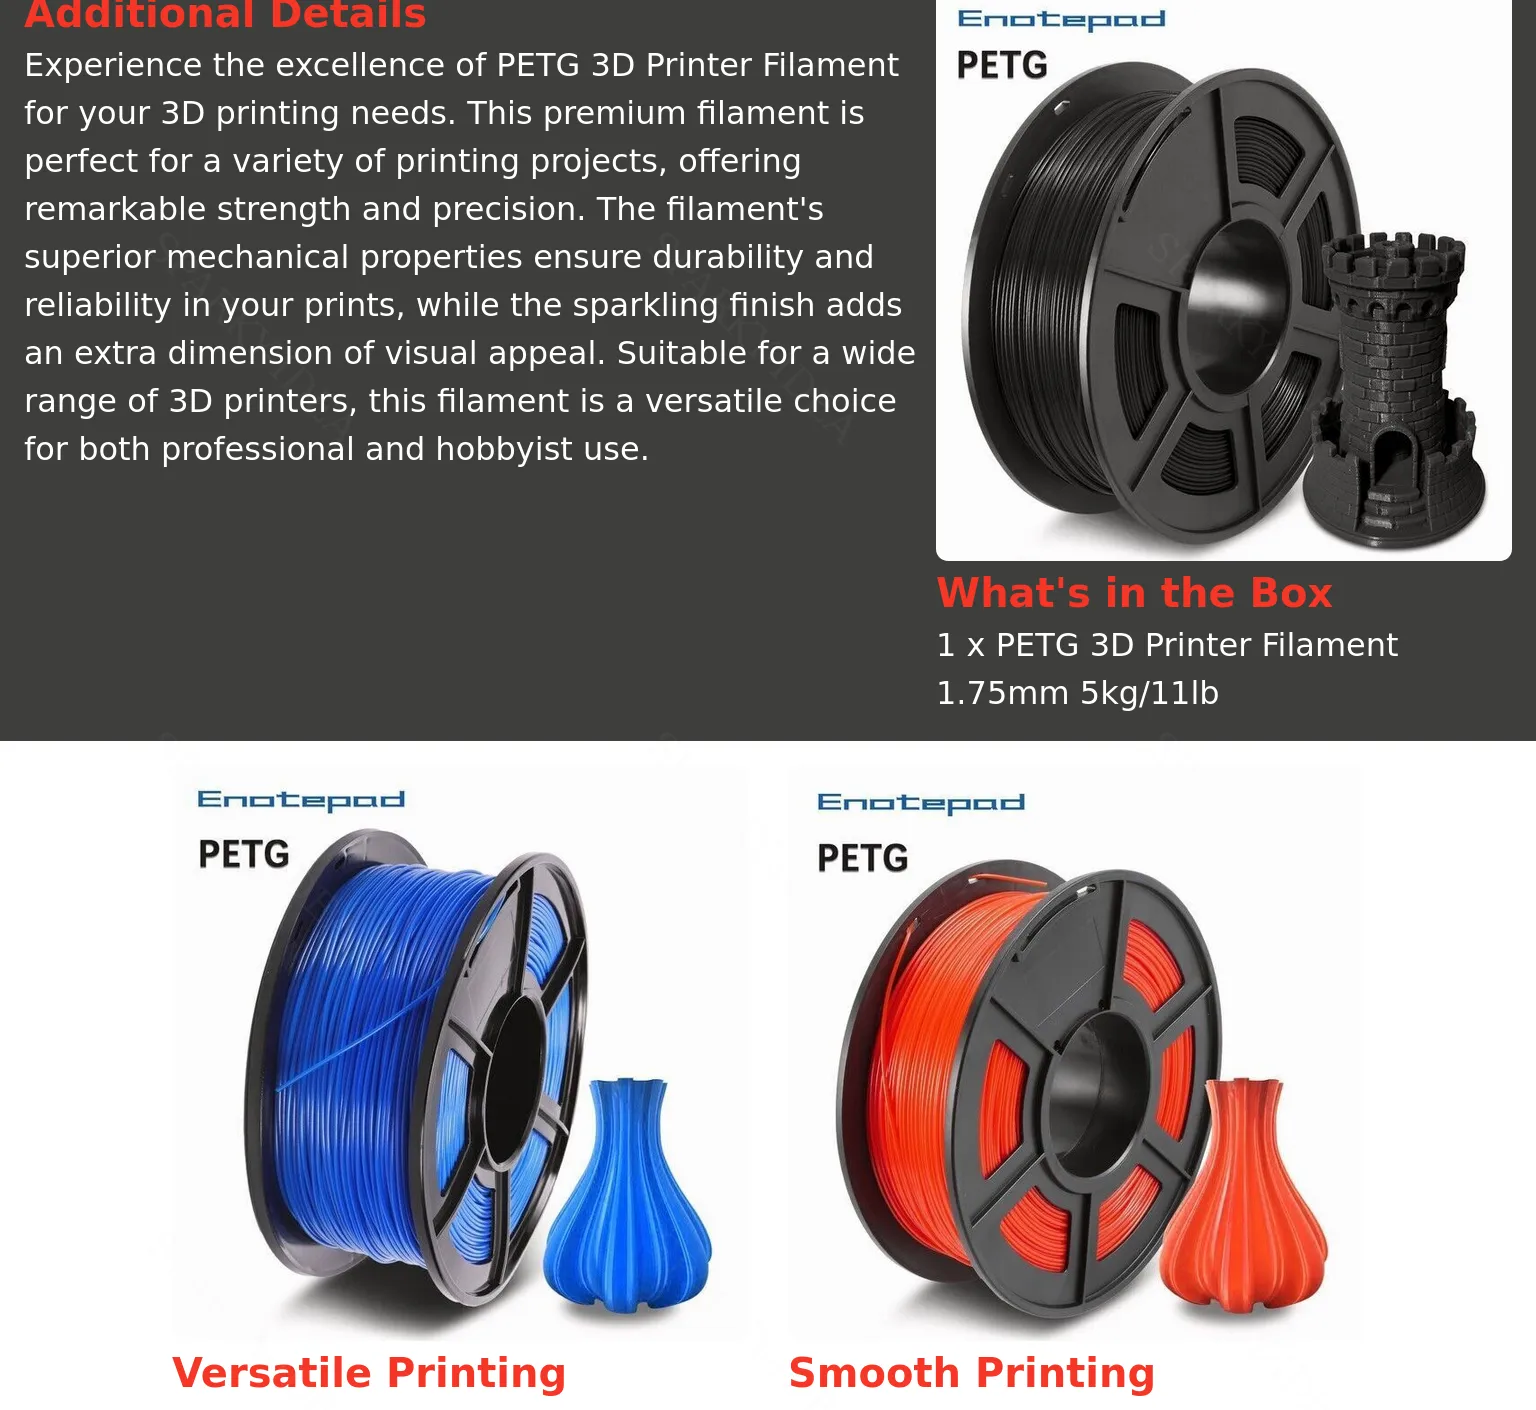 Additional Details
Experience the excellence of PETG 3D Printer Filament
for your 3D printing needs. This premium filament is
perfect for a variety of printing projects, offering
remarkable strength and precision. The filament's
superior mechanical properties ensure durability and
reliability in your prints, while the sparkling finish adds
an extra dimension of visual appeal. Suitable for a wide
range of 3D printers, this filament is a versatile choice
for both professional and hobbyist use.
Enotepad
PETG
What's in the Box
1 x PETG 3D Printer Filament
1.75mm 5kg/11lb
Enotepad
PETG
Versatile Printing
Enotepad
PETG
Smooth Printing